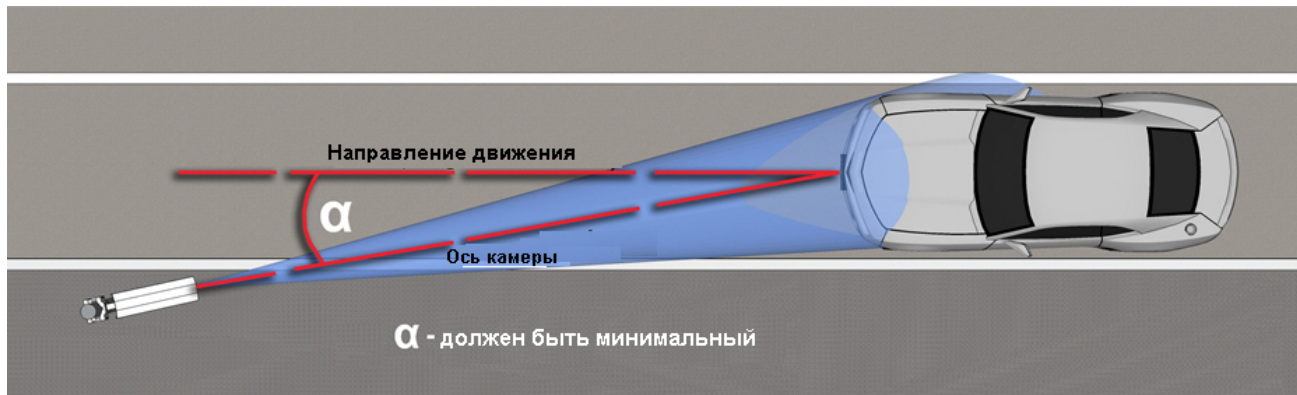 Направление движения
α
Ось камеры
α - должен быть минимальный